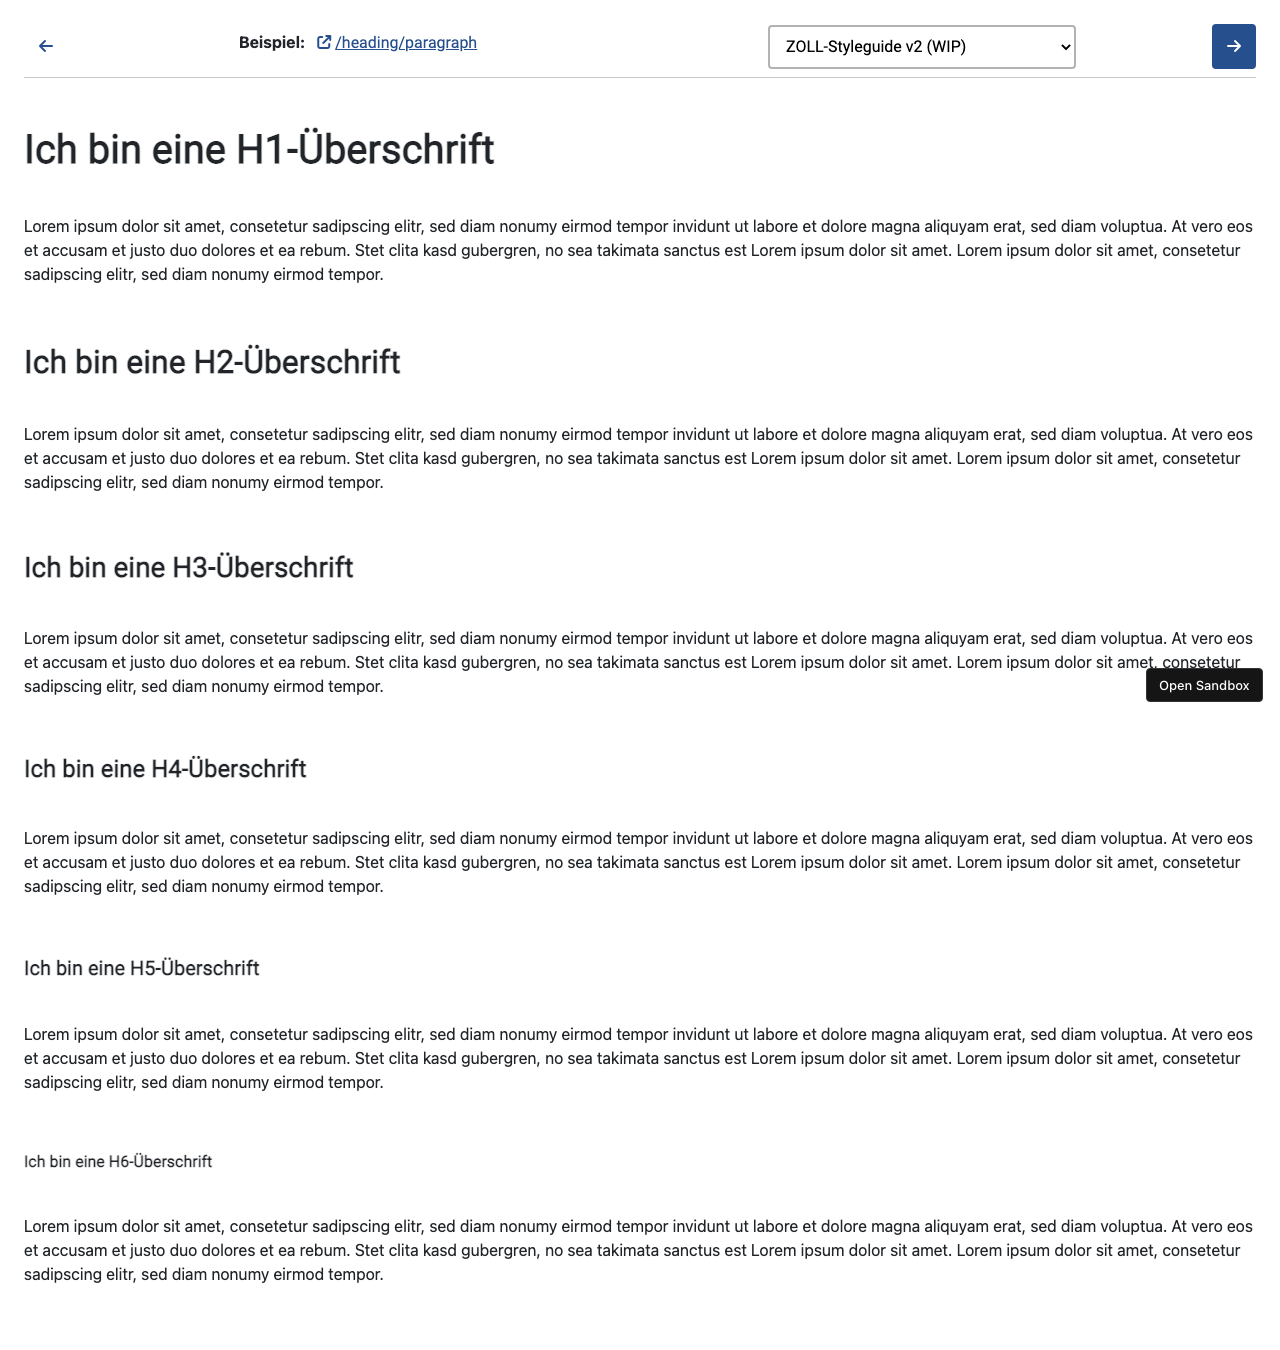 Beispiel: /heading/paragraph
ZOLL-Styleguide v2 (WIP)
Ich bin eine H1-Überschrift
Lorem ipsum dolor sit amet, consetetur sadipscing elitr, sed diam nonumy eirmod tempor invidunt ut labore et dolore magna aliquyam erat, sed diam voluptua. At vero eos
et accusam et justo duo dolores et ea rebum. Stet clita kasd gubergren, no sea takimata sanctus est Lorem ipsum dolor sit amet. Lorem ipsum dolor sit amet, consetetur
sadipscing elitr, sed diam nonumy eirmod tempor.
Ich bin eine H2-Überschrift
Lorem ipsum dolor sit amet, consetetur sadipscing elitr, sed diam nonumy eirmod tempor invidunt ut labore et dolore magna aliquyam erat, sed diam voluptua. At vero eos
et accusam et justo duo dolores et ea rebum. Stet clita kasd gubergren, no sea takimata sanctus est Lorem ipsum dolor sit amet. Lorem ipsum dolor sit amet, consetetur
sadipscing elitr, sed diam nonumy eirmod tempor.
Ich bin eine H3-Überschrift
Lorem ipsum dolor sit amet, consetetur sadipscing elitr, sed diam nonumy eirmod tempor invidunt ut labore et dolore magna aliquyam erat, sed diam voluptua. At vero eos
et accusam et justo duo dolores et ea rebum. Stet clita kasd gubergren, no sea takimata sanctus est Lorem ipsum dolor sit amet. Lorem ipsum dolor sit amet, consetetur
sadipscing elitr, sed diam nonumy eirmod tempor.
Open Sandbox
Ich bin eine H4-Überschrift
Lorem ipsum dolor sit amet, consetetur sadipscing elitr, sed diam nonumy eirmod tempor invidunt ut labore et dolore magna aliquyam erat, sed diam voluptua. At vero eos
et accusam et justo duo dolores et ea rebum. Stet clita kasd gubergren, no sea takimata sanctus est Lorem ipsum dolor sit amet. Lorem ipsum dolor sit amet, consetetur
sadipscing elitr, sed diam nonumy eirmod tempor.
Ich bin eine H5-Überschrift
Lorem ipsum dolor sit amet, consetetur sadipscing elitr, sed diam nonumy eirmod tempor invidunt ut labore et dolore magna aliquyam erat, sed diam voluptua. At vero eos
et accusam et justo duo dolores et ea rebum. Stet clita kasd gubergren, no sea takimata sanctus est Lorem ipsum dolor sit amet. Lorem ipsum dolor sit amet, consetetur
sadipscing elitr, sed diam nonumy eirmod tempor.
Ich bin eine H6-Überschrift
Lorem ipsum dolor sit amet, consetetur sadipscing elitr, sed diam nonumy eirmod tempor invidunt ut labore et dolore magna aliquyam erat, sed diam voluptua. At vero eos
et accusam et justo duo dolores et ea rebum. Stet clita kasd gubergren, no sea takimata sanctus est Lorem ipsum dolor sit amet. Lorem ipsum dolor sit amet, consetetur
sadipscing elitr, sed diam nonumy eirmod tempor.